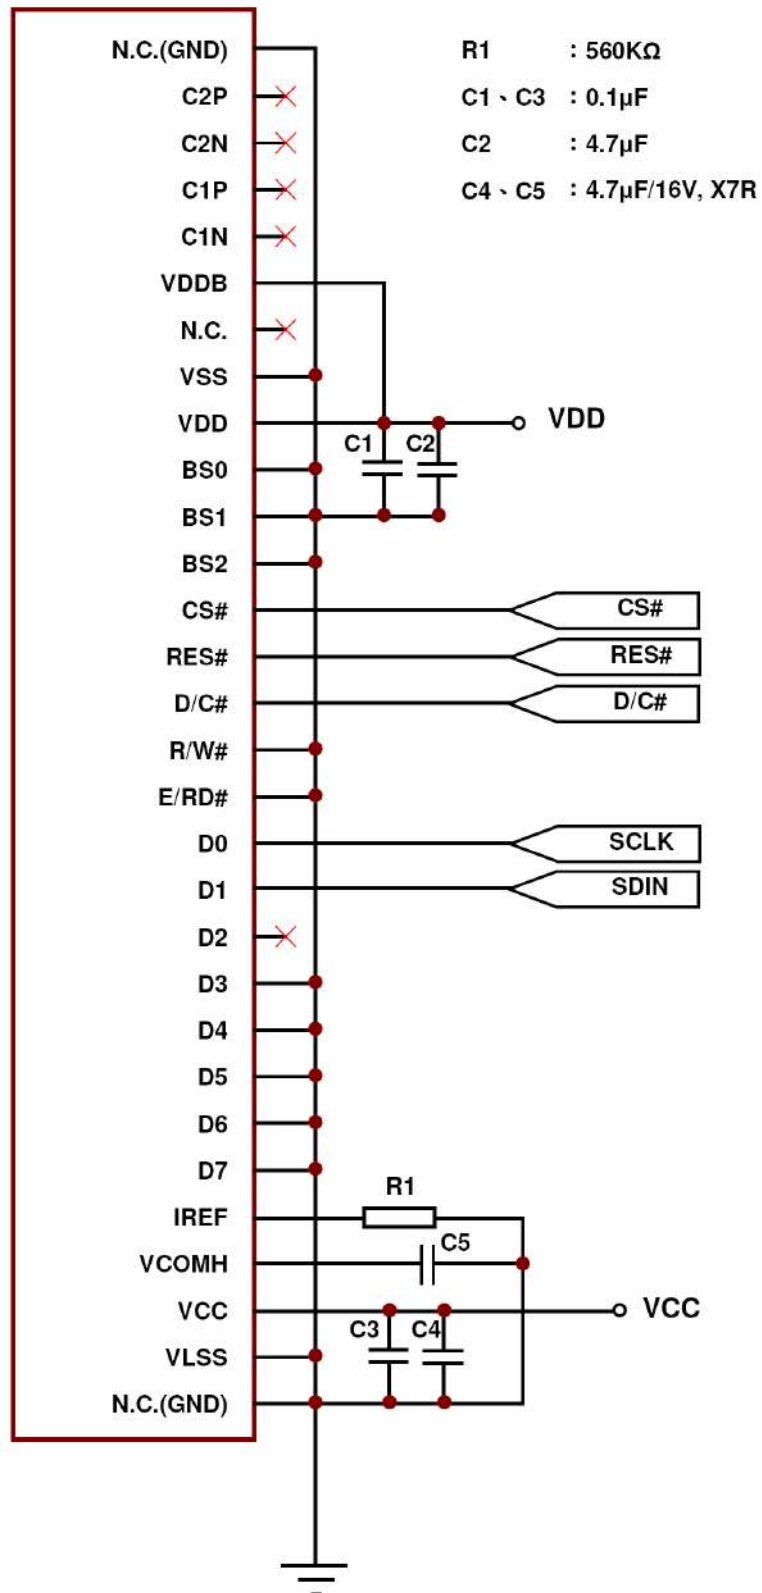 N.C.(GND)
R1 : 560KΩ
C2P
C1、C3 : 0.1μF
C2N
C2 : 4.7μF
C1P
C4、C5 : 4.7μF/16V, X7R
C1N
VDDB
N.C.
VSS
VDD
VDD
C1 C2
BS0
BS1
BS2
CS# CS#
RES# RES#
D/C# D/C#
R/W#
E/RD#
D0 SCLK
D1 SDIN
D2
D3
D4
D5
D6
D7
R1
IREF
C5
VCOMH
VCC VCC
C3 C4
VLSS
N.C.(GND)